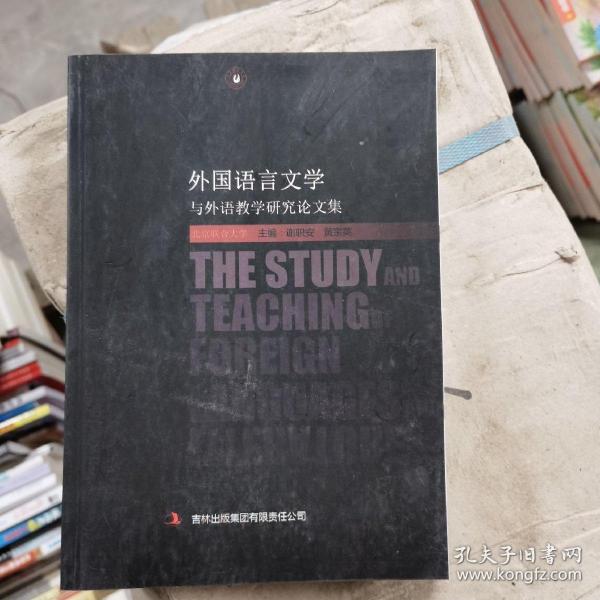 外国语言文学
与外语教学研究论文集
北京联合大学 主编：谢职安 黄宗英
THE STUDY AND
TEACHING OF
FOREIGN
LANGUAGES
吉林出版集团有限责任公司
孔夫子旧书网
www.kongfz.com